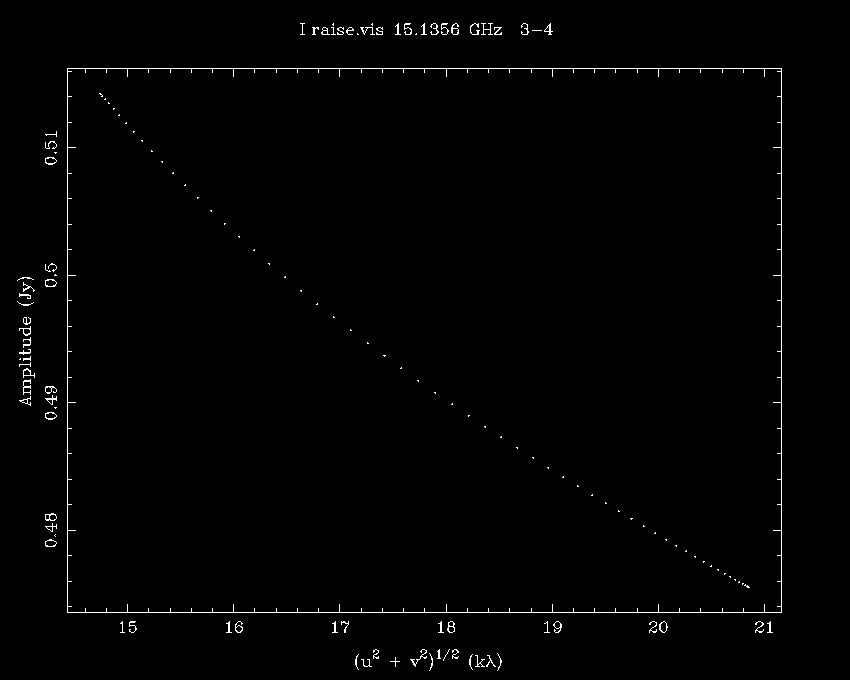 I raise.vis 15.1356 GHz 3-4
0.51
0.5
0.49
0.48
Amplitude (Jy)
15 16 17 18 19 20 21
(u² + v²)^1/2 (kλ)